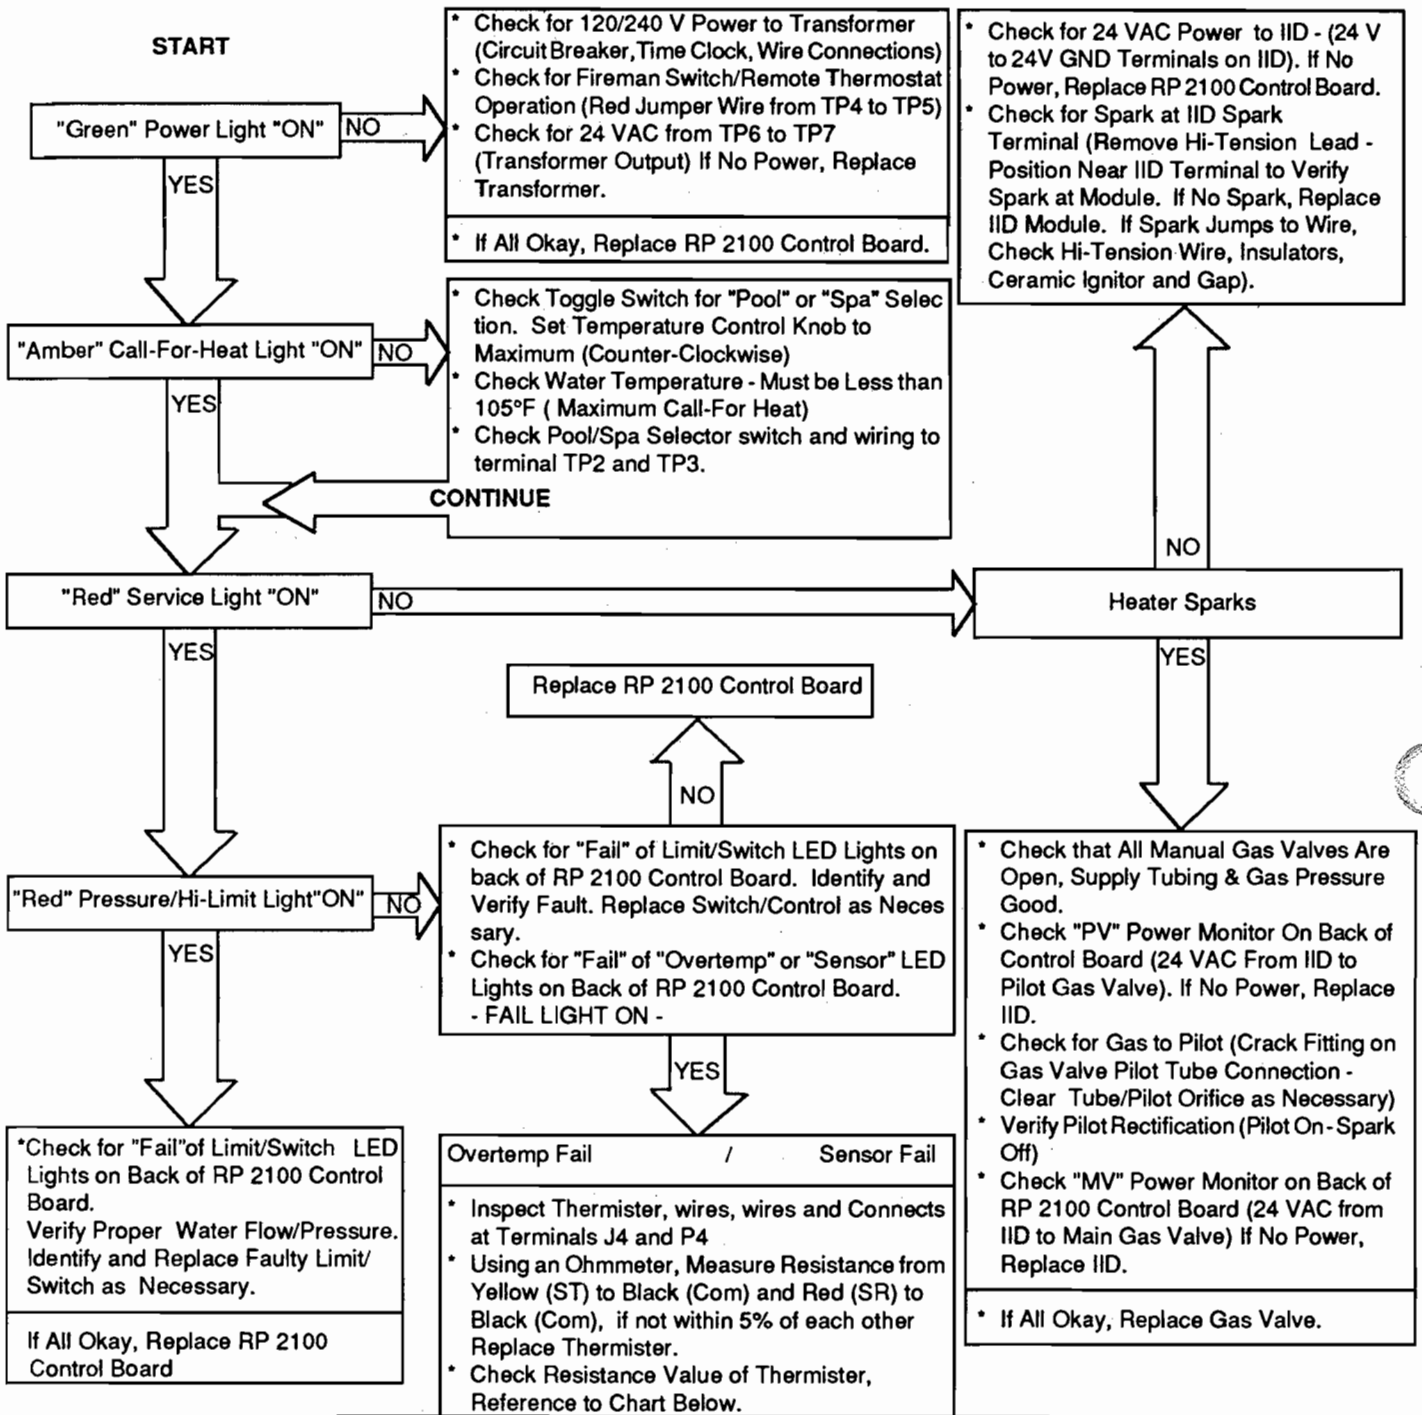 START
"Green" Power Light "ON"
NO
* Check for 120/240 V Power to Transformer
(Circuit Breaker,Time Clock, Wire Connections)
* Check for Fireman Switch/Remote Thermostat
Operation (Red Jumper Wire from TP4 to TP5)
* Check for 24 VAC from TP6 to TP7
(Transformer Output) If No Power, Replace
Transformer.
* If All Okay, Replace RP 2100 Control Board.
YES
"Amber" Call-For-Heat Light "ON"
NO
* Check Toggle Switch for "Pool" or "Spa" Selec
tion. Set Temperature Control Knob to
Maximum (Counter-Clockwise)
* Check Water Temperature - Must be Less than
105°F ( Maximum Call-For Heat)
* Check Pool/Spa Selector switch and wiring to
terminal TP2 and TP3.
CONTINUE
YES
"Red" Service Light "ON"
NO
Heater Sparks
NO
* Check for 24 VAC Power to IID - (24 V
to 24V GND Terminals on IID). If No
Power, Replace RP 2100 Control Board.
* Check for Spark at IID Spark
Terminal (Remove Hi-Tension Lead -
Position Near IID Terminal to Verify
Spark at Module. If No Spark, Replace
IID Module. If Spark Jumps to Wire,
Check Hi-Tension Wire, Insulators,
Ceramic Ignitor and Gap).
YES
* Check that All Manual Gas Valves Are
Open, Supply Tubing & Gas Pressure
Good.
* Check "PV" Power Monitor On Back of
Control Board (24 VAC From IID to
Pilot Gas Valve). If No Power, Replace
IID.
* Check for Gas to Pilot (Crack Fitting on
Gas Valve Pilot Tube Connection -
Clear Tube/Pilot Orifice as Necessary)
* Verify Pilot Rectification (Pilot On-Spark
Off)
* Check "MV" Power Monitor on Back of
RP 2100 Control Board (24 VAC from
IID to Main Gas Valve) If No Power,
Replace IID.
* If All Okay, Replace Gas Valve.
YES
"Red" Pressure/Hi-Limit Light"ON"
NO
* Check for "Fail" of Limit/Switch LED Lights on
back of RP 2100 Control Board. Identify and
Verify Fault. Replace Switch/Control as Neces
sary.
* Check for "Fail" of "Overtemp" or "Sensor" LED
Lights on Back of RP 2100 Control Board.
- FAIL LIGHT ON -
NO
Replace RP 2100 Control Board
YES
Overtemp Fail / Sensor Fail
* Inspect Thermister, wires, wires and Connects
at Terminals J4 and P4
* Using an Ohmmeter, Measure Resistance from
Yellow (ST) to Black (Com) and Red (SR) to
Black (Com), if not within 5% of each other
Replace Thermister.
* Check Resistance Value of Thermister,
Reference to Chart Below.
YES
*Check for "Fail"of Limit/Switch LED
Lights on Back of RP 2100 Control
Board.
Verify Proper Water Flow/Pressure.
Identify and Replace Faulty Limit/
Switch as Necessary.
If All Okay, Replace RP 2100
Control Board